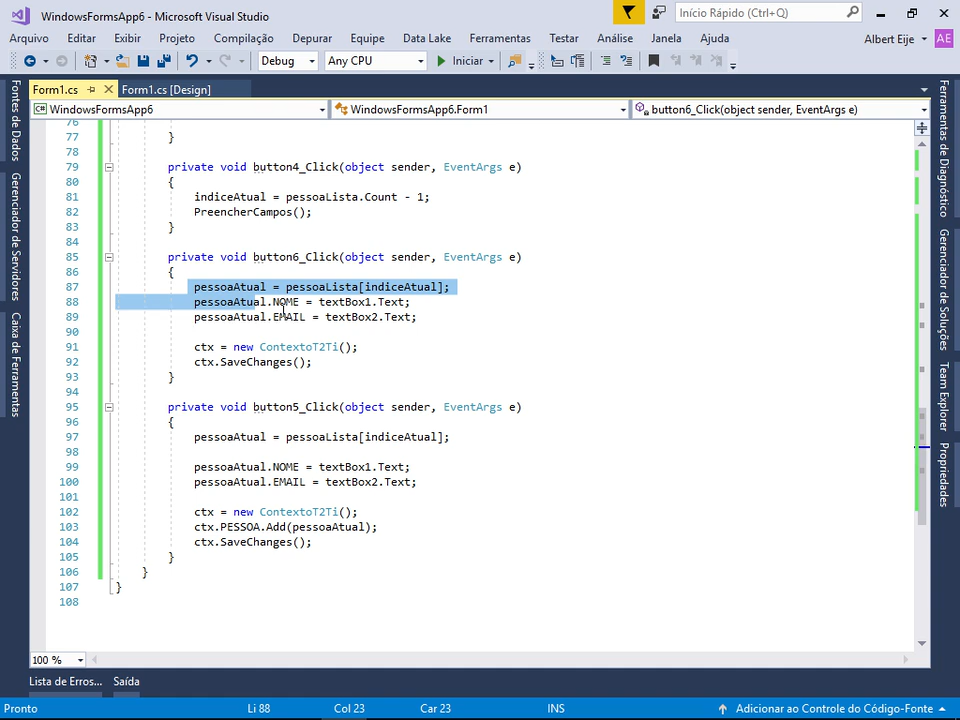 WindowsFormsApp6 - Microsoft Visual Studio
Início Rápido (Ctrl+Q)
Arquivo Editar Exibir Projeto Compilação Depurar Equipe Data Lake Ferramentas Testar Análise Janela Ajuda Albert Eije AE
Debug Any CPU Iniciar
Form1.cs Form1.cs [Design]
WindowsFormsApp6 WindowsFormsApp6.Form1 button6_Click(object sender, EventArgs e)
Fontes de Dados
Gerenciador de Servidores
Caixa de Ferramentas
76
77 }
78
79 private void button4_Click(object sender, EventArgs e)
80 {
81 indiceAtual = pessoaLista.Count - 1;
82 PreencherCampos();
83 }
84
85 private void button6_Click(object sender, EventArgs e)
86 {
87 pessoaAtual = pessoaLista[indiceAtual];
88 pessoaAtual.NOME = textBox1.Text;
89 pessoaAtual.EMAIL = textBox2.Text;
90
91 ctx = new ContextoT2Ti();
92 ctx.SaveChanges();
93 }
94
95 private void button5_Click(object sender, EventArgs e)
96 {
97 pessoaAtual = pessoaLista[indiceAtual];
98
99 pessoaAtual.NOME = textBox1.Text;
100 pessoaAtual.EMAIL = textBox2.Text;
101
102 ctx = new ContextoT2Ti();
103 ctx.PESSOA.Add(pessoaAtual);
104 ctx.SaveChanges();
105 }
106 }
107 }
108
Ferramentas de Diagnóstico
Gerenciador de Soluções
Team Explorer
Propriedades
100 %
Lista de Erros... Saída
Pronto Li 88 Col 23 Car 23 INS Adicionar ao Controle do Código-Fonte